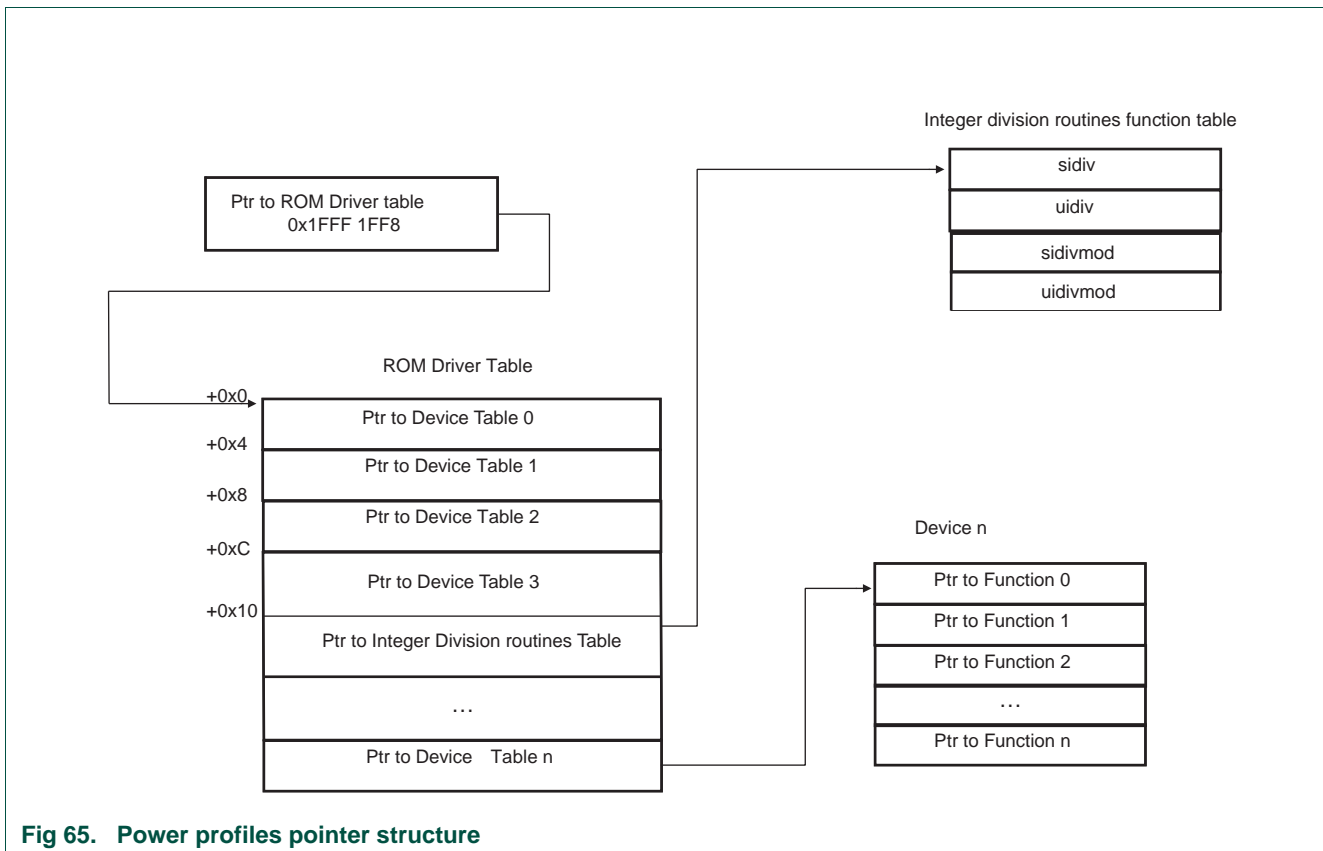 Integer division routines function table
sidiv
uidiv
sidivmod
uidivmod
Ptr to ROM Driver table
0x1FFF 1FF8
ROM Driver Table
+0x0
Ptr to Device Table 0
+0x4
Ptr to Device Table 1
+0x8
Ptr to Device Table 2
+0xC
Ptr to Device Table 3
+0x10
Ptr to Integer Division routines Table
…
Ptr to Device Table n
Device n
Ptr to Function 0
Ptr to Function 1
Ptr to Function 2
…
Ptr to Function n
Fig 65. Power profiles pointer structure